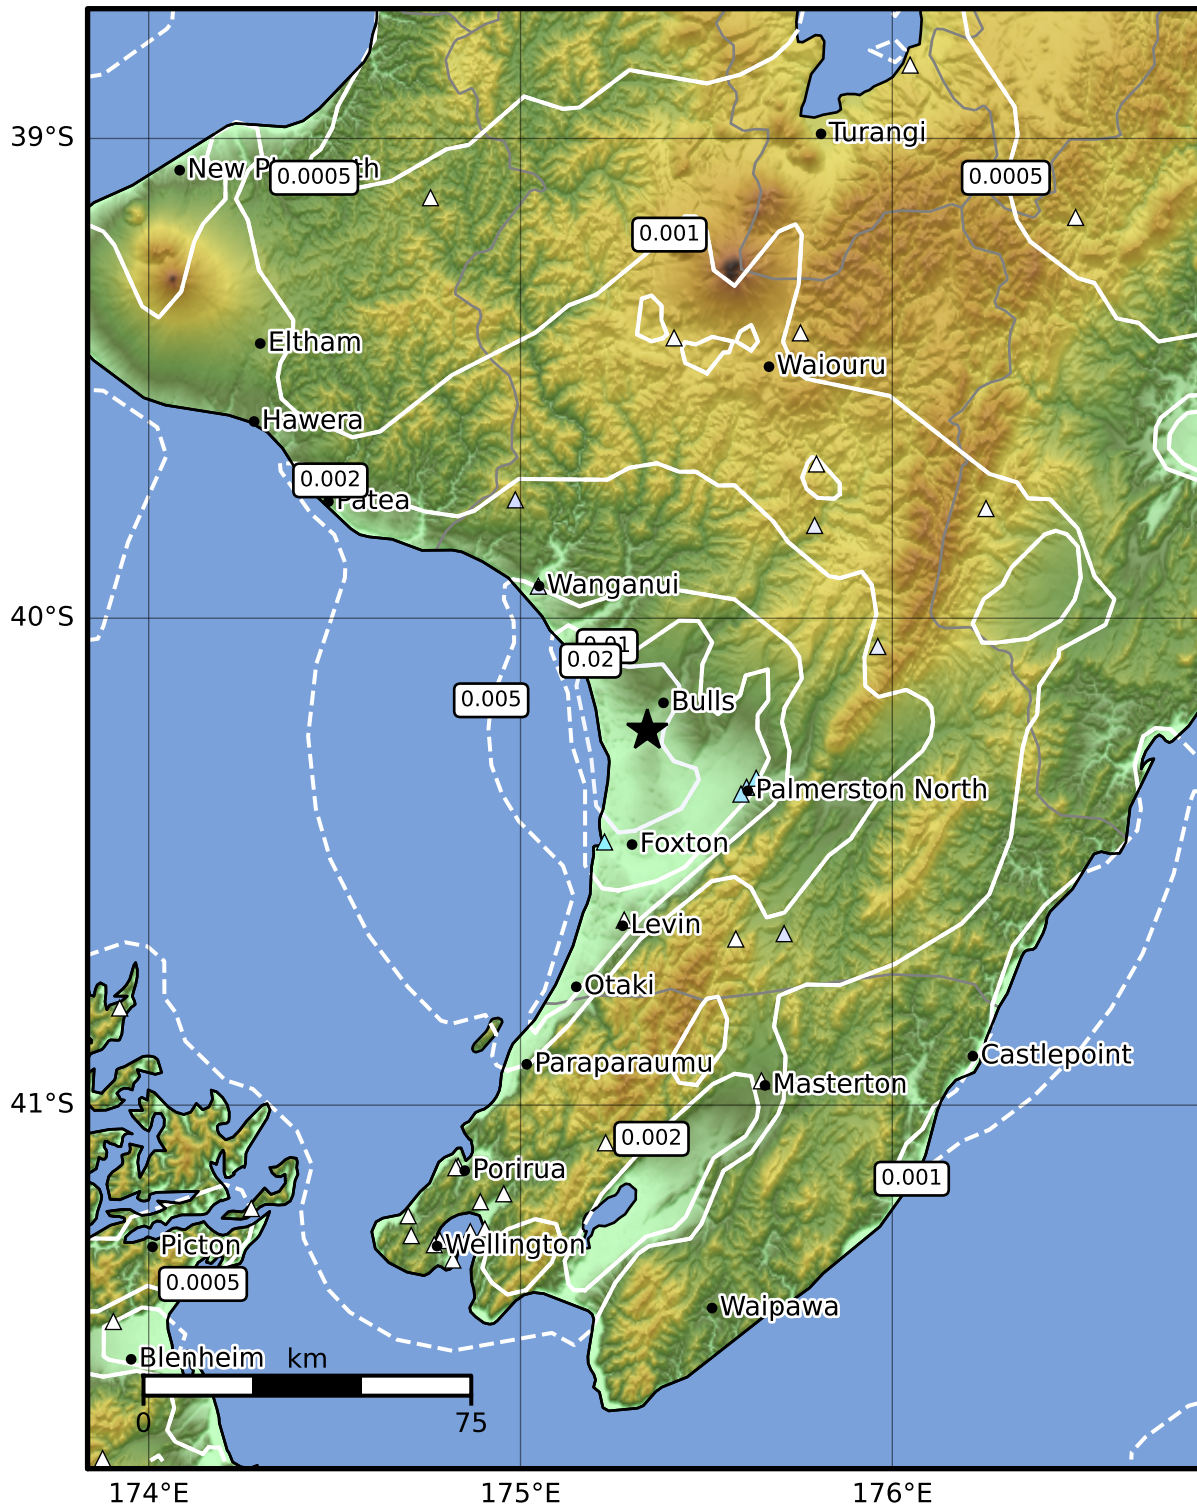 39°S
Turangi
New P
th
0.0005
0.0005
0.001
Eltham
Waiouru
Hawera
0.002
Patea
Wanganui
40°S
0.02
0.005
Bulls
Palmerston North
Foxton
Levin
Otaki
Paraparaumu
Castlepoint
Masterton
41°S
0.002
Porirua
0.001
Picton
Wellington
0.0005
Waipawa
Blenheim
km
0
75
174°E
175°E
176°E